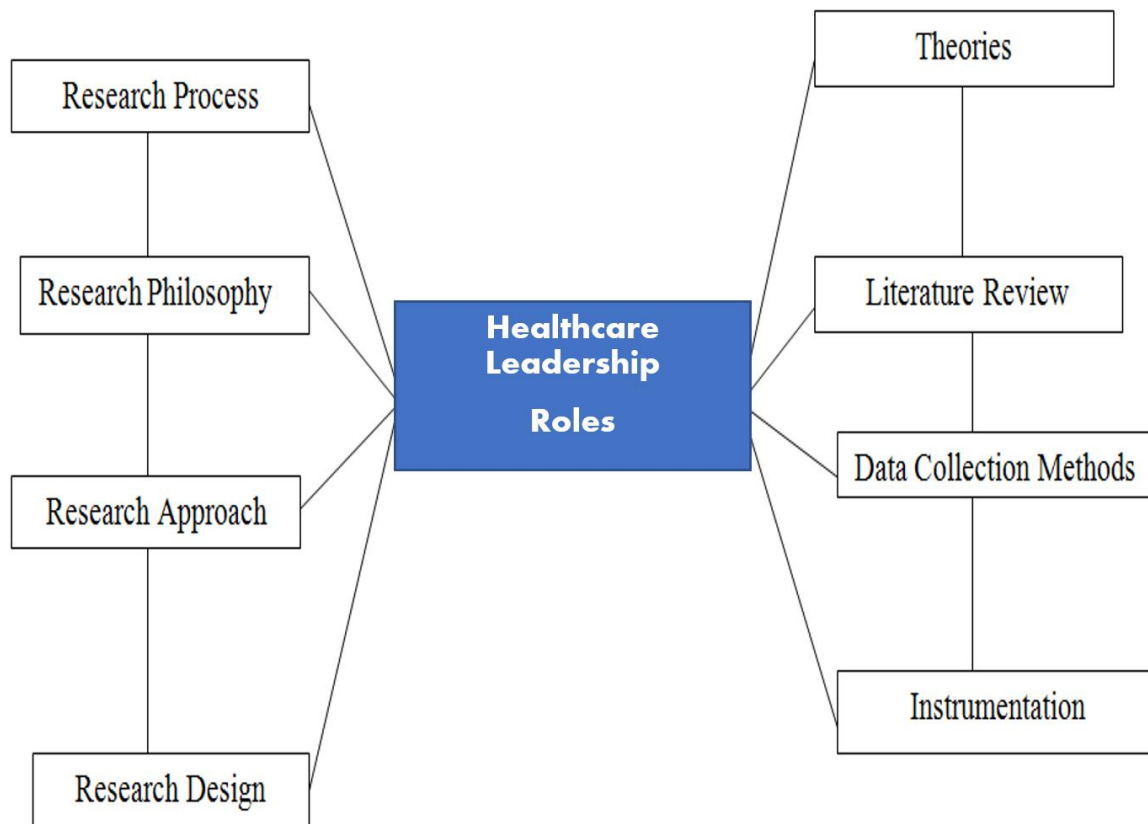 Research Process
Research Philosophy
Research Approach
Research Design
Healthcare
Leadership
Roles
Theories
Literature Review
Data Collection Methods
Instrumentation